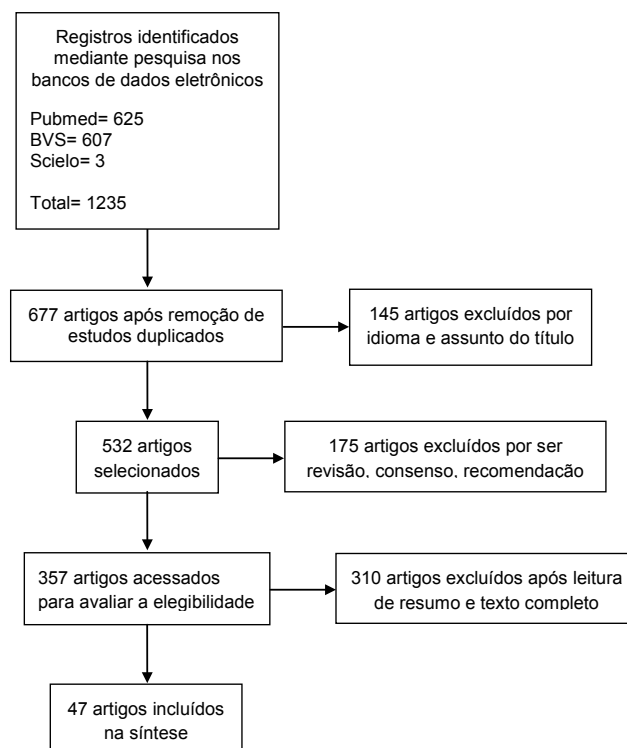 Registros identificados
mediante pesquisa nos
bancos de dados eletrônicos
Pubmed= 625
BVS= 607
Scielo= 3
Total= 1235
677 artigos após remoção de
estudos duplicados
145 artigos excluídos por
idioma e assunto do título
532 artigos
selecionados
175 artigos excluídos por ser
revisão, consenso, recomendação
357 artigos acessados
para avaliar a elegibilidade
310 artigos excluídos após leitura
de resumo e texto completo
47 artigos incluídos
na síntese